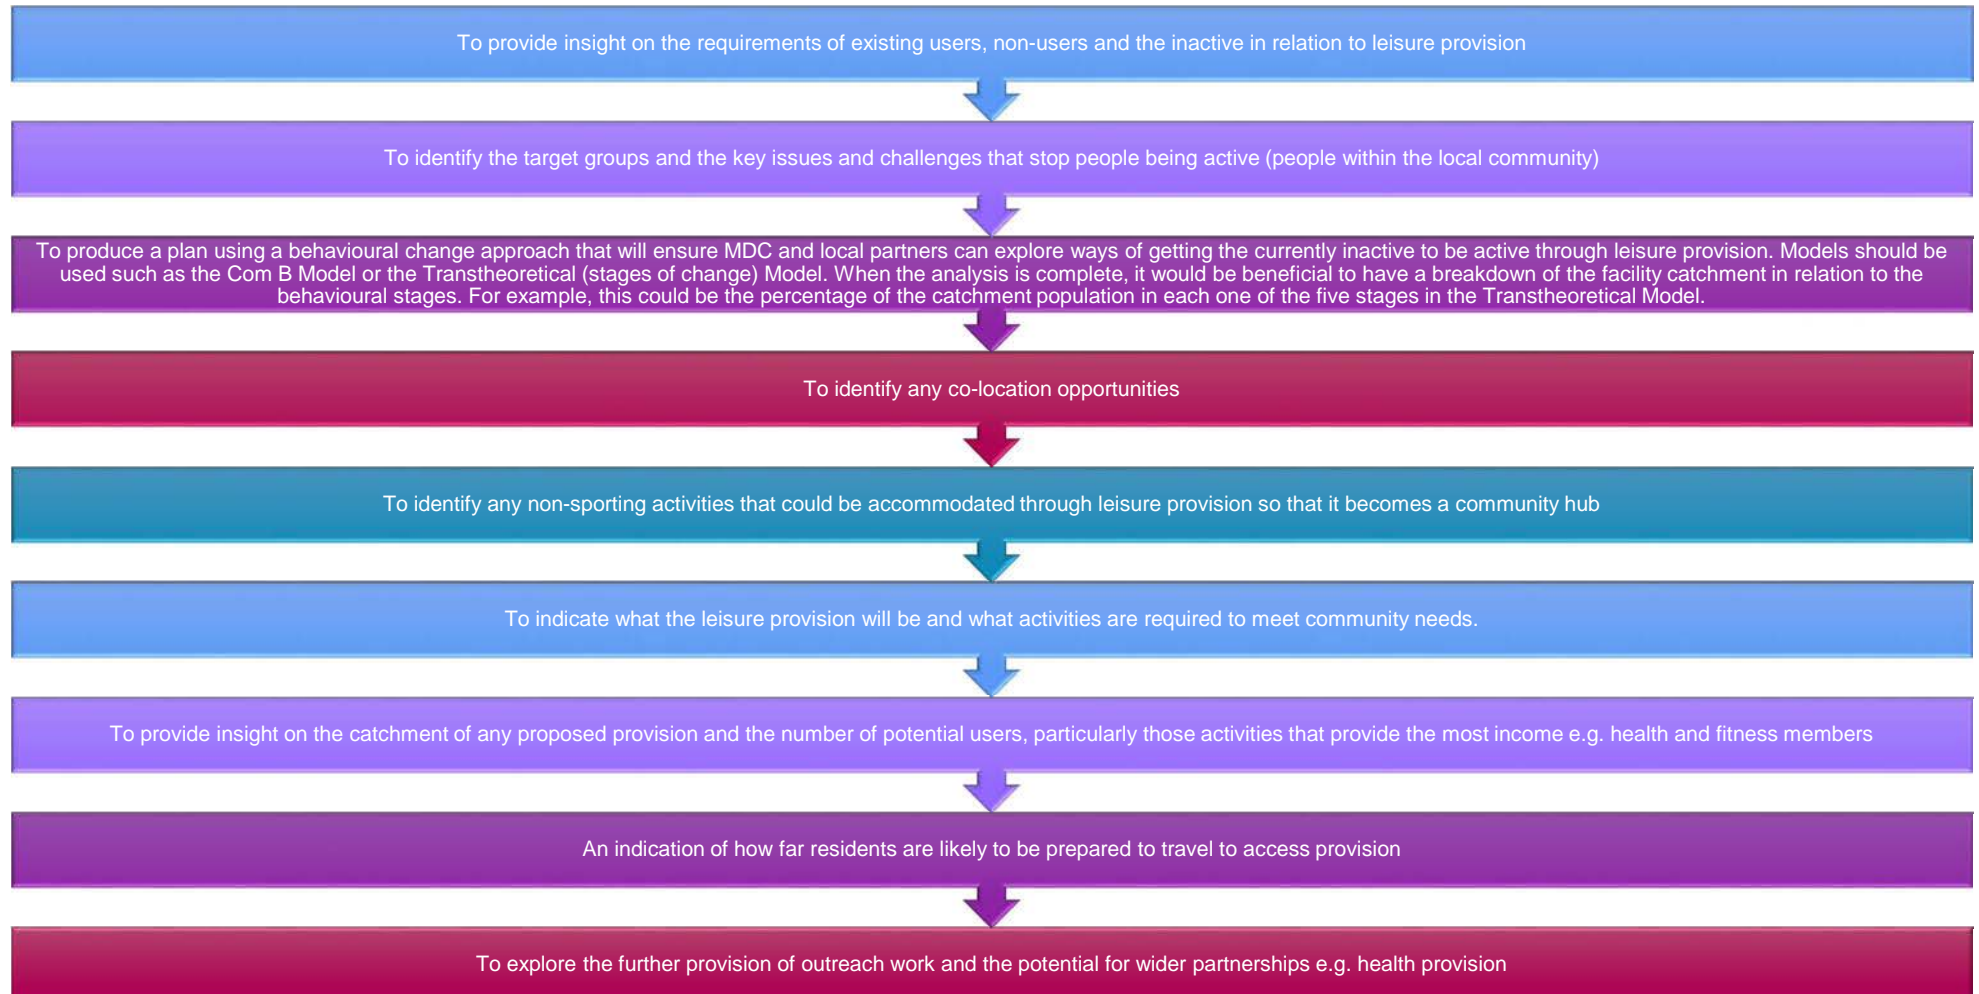 To provide insight on the requirements of existing users, non-users and the inactive in relation to leisure provision
To identify the target groups and the key issues and challenges that stop people being active (people within the local community)
To produce a plan using a behavioural change approach that will ensure MDC and local partners can explore ways of getting the currently inactive to be active through leisure provision. Models should be
used such as the Com B Model or the Transtheoretical (stages of change) Model. When the analysis is complete, it would be beneficial to have a breakdown of the facility catchment in relation to the
behavioural stages. For example, this could be the percentage of the catchment population in each one of the five stages in the Transtheoretical Model.
To identify any co-location opportunities
To identify any non-sporting activities that could be accommodated through leisure provision so that it becomes a community hub
To indicate what the leisure provision will be and what activities are required to meet community needs.
To provide insight on the catchment of any proposed provision and the number of potential users, particularly those activities that provide the most income e.g. health and fitness members
An indication of how far residents are likely to be prepared to travel to access provision
To explore the further provision of outreach work and the potential for wider partnerships e.g. health provision